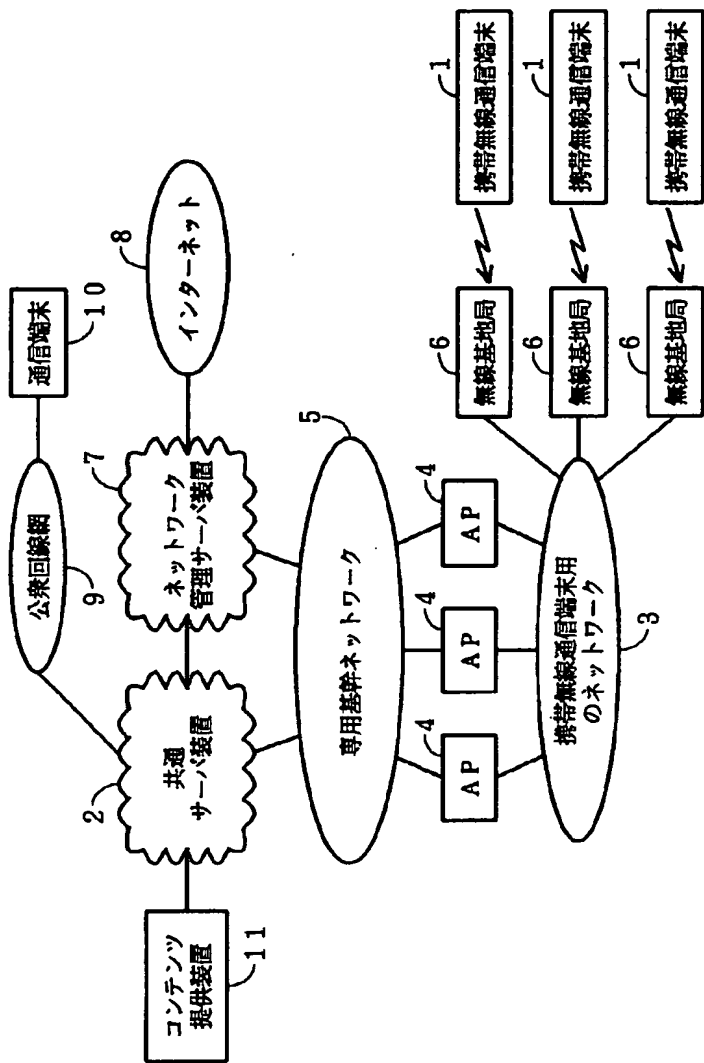 通信端末
10
公衆回線網
9
インターネット
8
ネットワーク
管理サーバ装置
7
共通
サーバ装置
2
コンテンツ
提供装置
11
専用基幹ネットワーク
5
AP
4
AP
4
AP
4
携帯無線通信端末用
のネットワーク
3
無線基地局
6
無線基地局
6
無線基地局
6
携帯無線通信端末
1
携帯無線通信端末
1
携帯無線通信端末
1